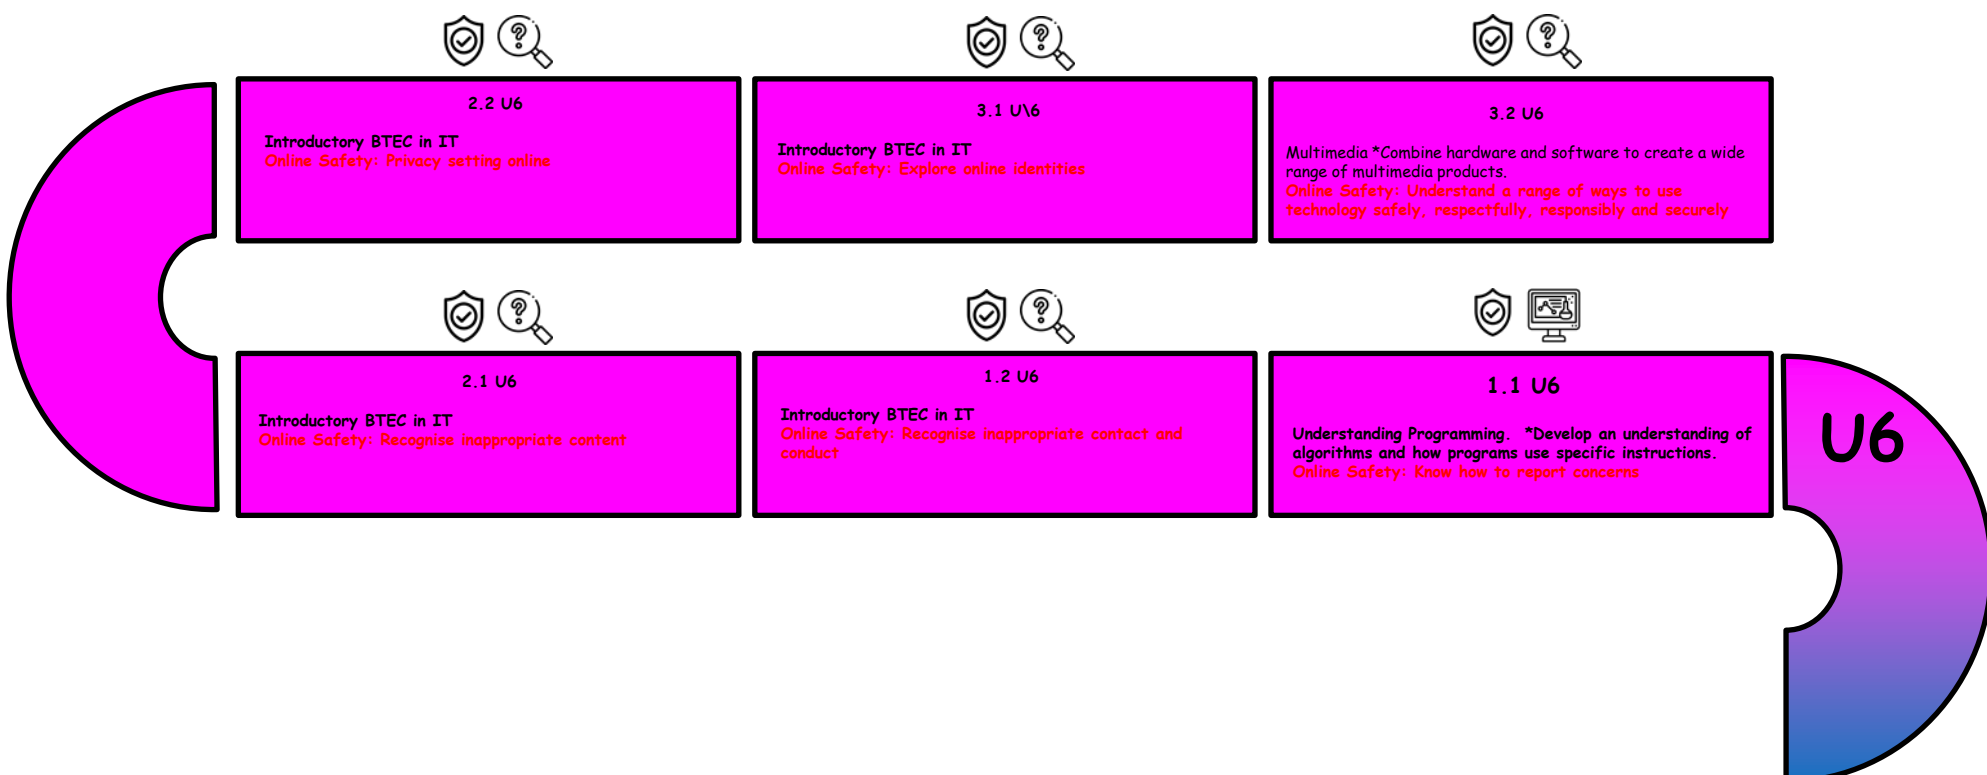 2.2 U6
Introductory BTEC in IT
Online Safety: Privacy setting online
3.1 U\6
Introductory BTEC in IT
Online Safety: Explore online identities
3.2 U6
Multimedia *Combine hardware and software to create a wide
range of multimedia products.
Online Safety: Understand a range of ways to use
technology safely, respectfully, responsibly and securely
2.1 U6
Introductory BTEC in IT
Online Safety: Recognise inappropriate content
1.2 U6
Introductory BTEC in IT
Online Safety: Recognise inappropriate contact and
conduct
1.1 U6
Understanding Programming.  *Develop an understanding of
algorithms and how programs use specific instructions.
Online Safety: Know how to report concerns
U6